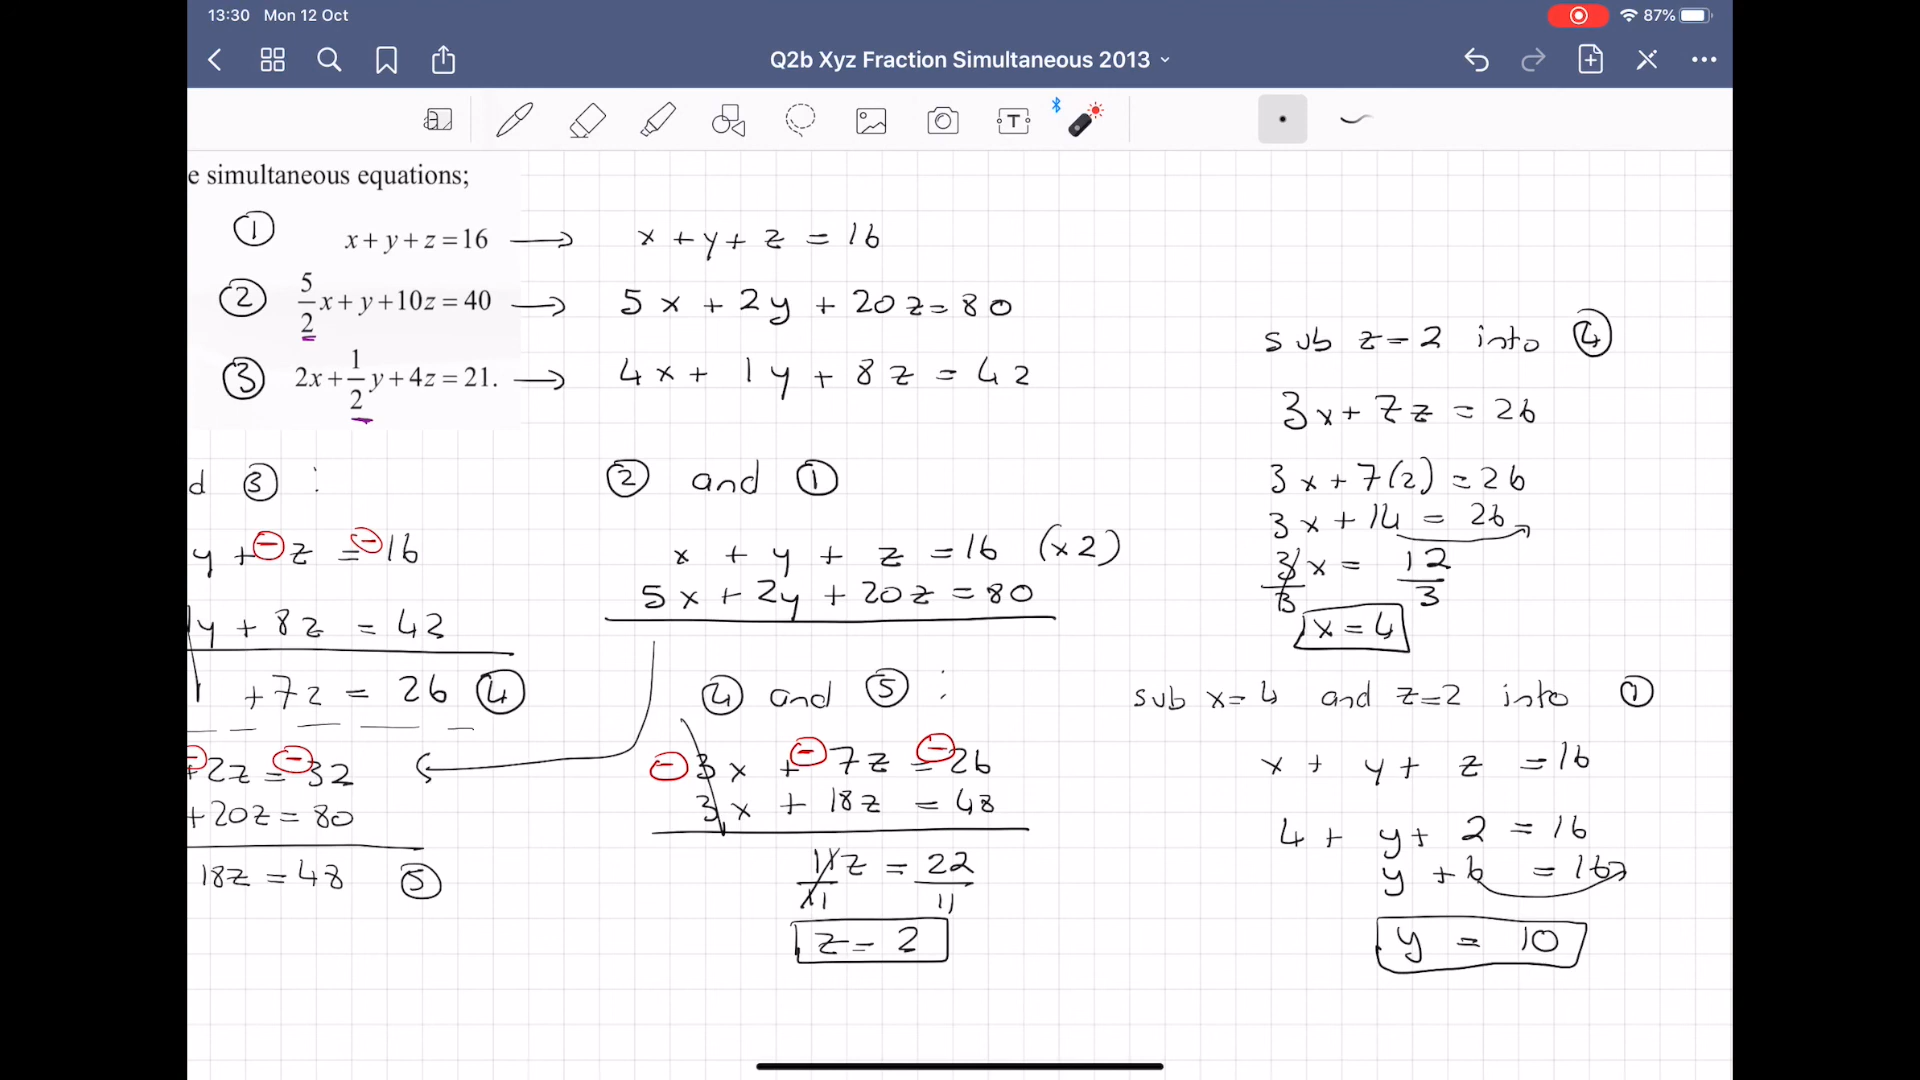 13:30 Mon 12 Oct
87%
Q2b Xyz Fraction Simultaneous 2013
T
e simultaneous equations;
① x + y + z = 16 → x + y + z = 16
② 5/2 x + y + 10z = 40 → 5x + 2y + 20z = 80
③ 2x + 1/2 y + 4z = 21. → 4x + 1y + 8z = 42
d ③ :
y + - z = - 16
1y + 8z = 42
+ 7z = 26 ④
- + 2z = - 32
+ 20z = 80
18z = 48 ⑤
② and ①
x + y + z = 16 (x2)
5x + 2y + 20z = 80
④ and ⑤ :
- 3x + - 7z = - 26
3x + 18z = 48
11z = 22
11 11
z = 2
sub z = 2 into ④
3x + 7z = 26
3x + 7(2) = 26
3x + 14 = 26
3x = 12
3 3
x = 4
sub x = 4 and z = 2 into ①
x + y + z = 16
4 + y + 2 = 16
y + 6 = 16
y = 10